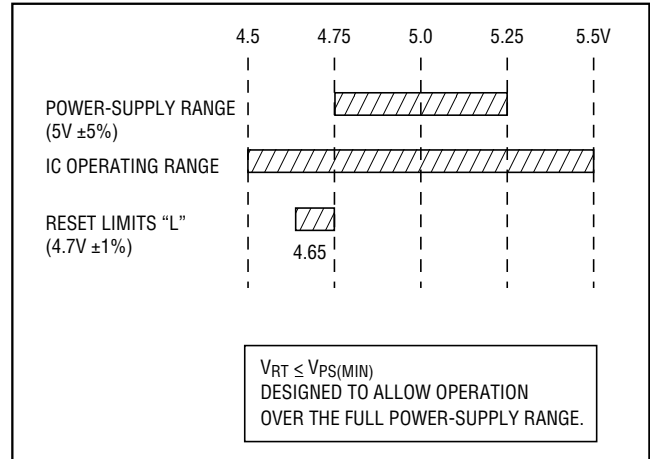 4.5 4.75 5.0 5.25 5.5V
POWER-SUPPLY RANGE
(5V ±5%)
IC OPERATING RANGE
RESET LIMITS “L”
(4.7V ±1%)
4.65
VRT ≤ VPS(MIN)
DESIGNED TO ALLOW OPERATION
OVER THE FULL POWER-SUPPLY RANGE.